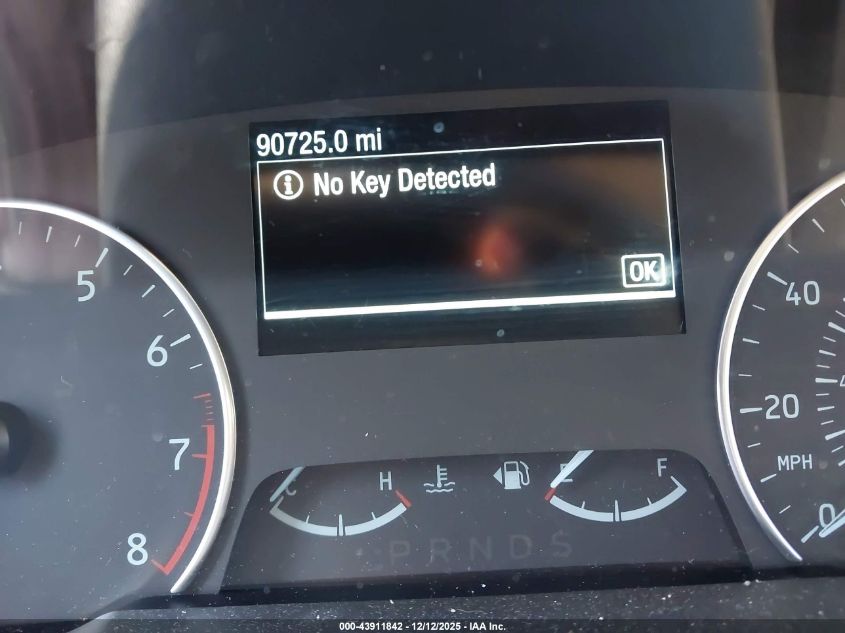 90725.0 mi
i No Key Detected
OK
5
6
7
8
40
20
MPH
0
C H
E F
P R N D S
000-43911842 - 12/12/2025 - IAA Inc.